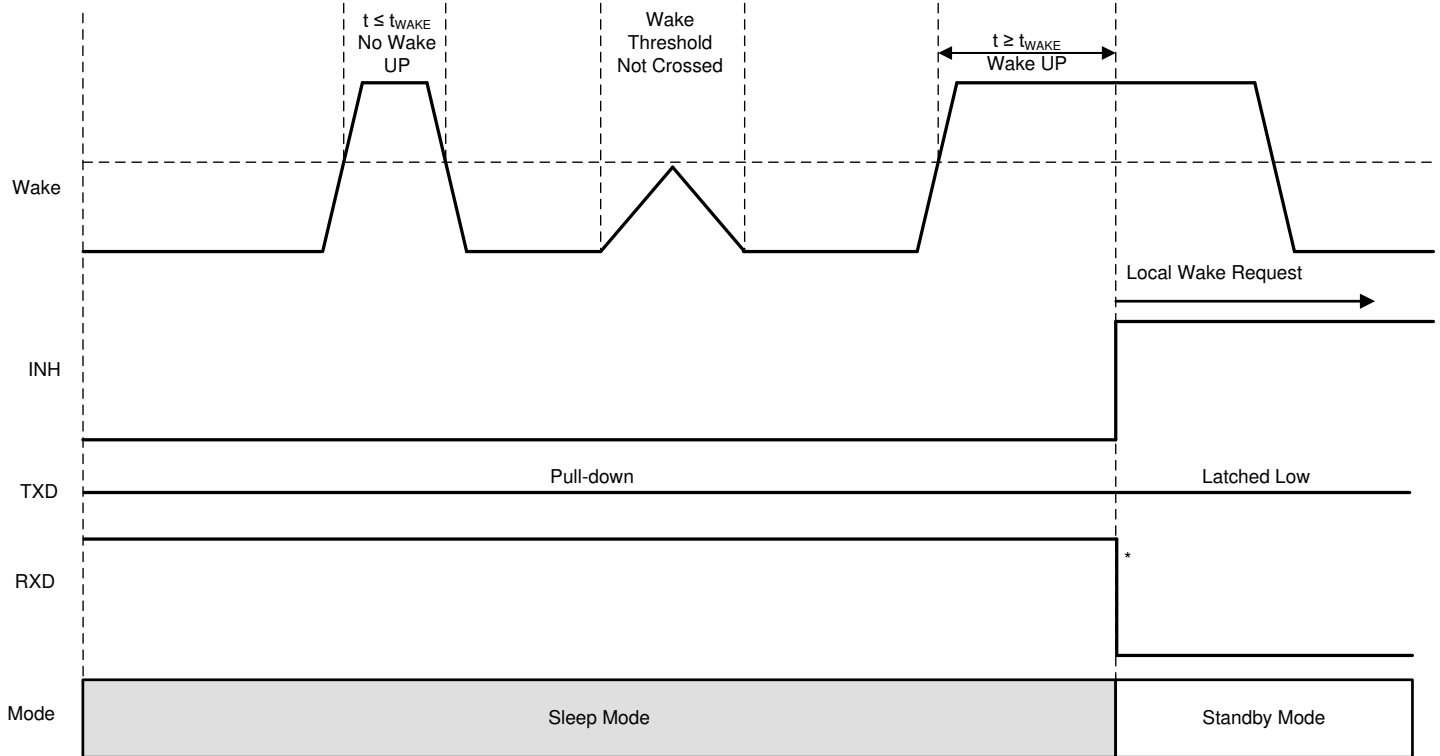 t ≤ tWAKE
No Wake
UP
Wake
Threshold
Not Crossed
t ≥ tWAKE
Wake UP
Wake
Local Wake Request
INH
Pull-down
Latched Low
TXD
*
RXD
Mode
Sleep Mode
Standby Mode